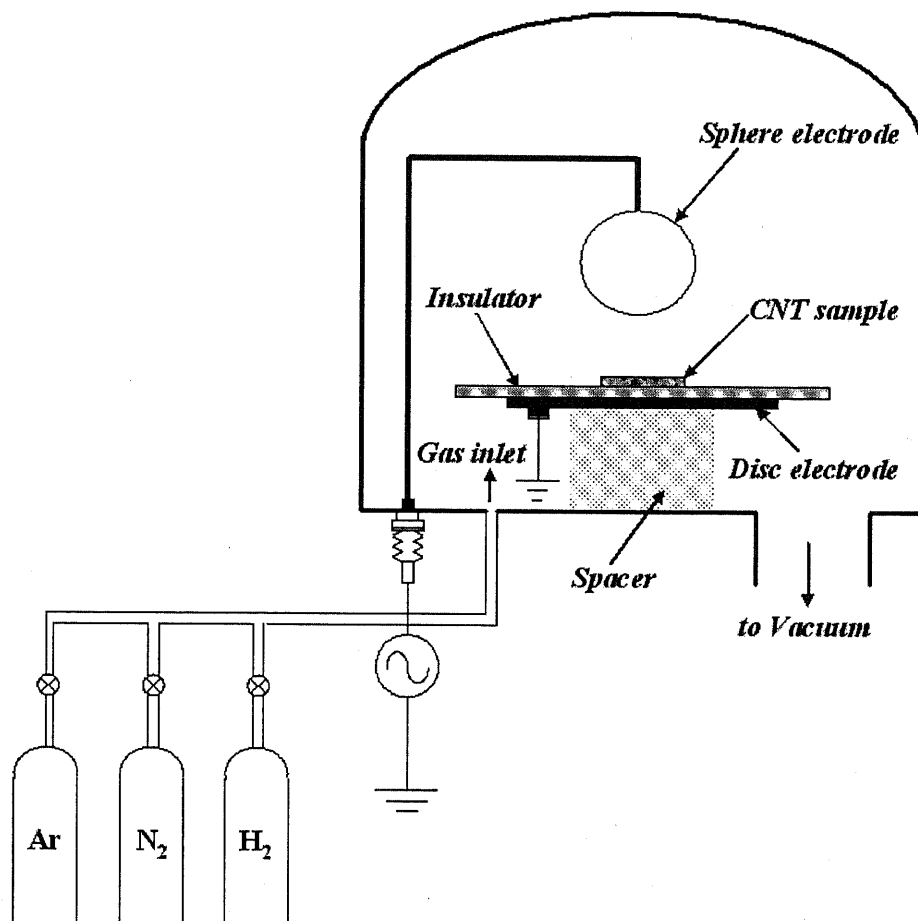 Sphere electrode
Insulator
CNT sample
Gas inlet
Disc electrode
Spacer
to Vacuum
Ar
N₂
H₂